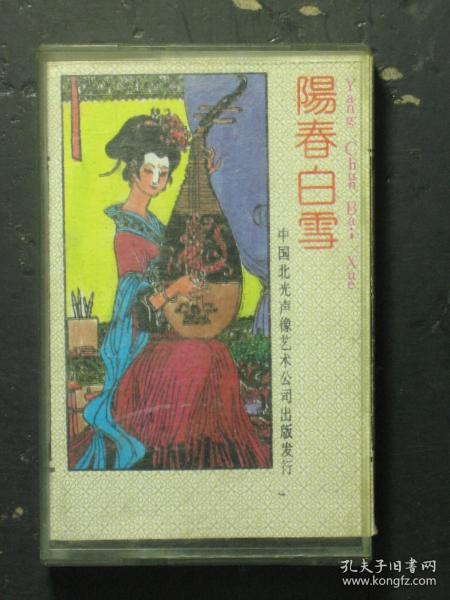 陽春白雪
Yang Chun Bai Xue
中国北光声像艺术公司出版发行
孔夫子旧书网
www.kongfz.com